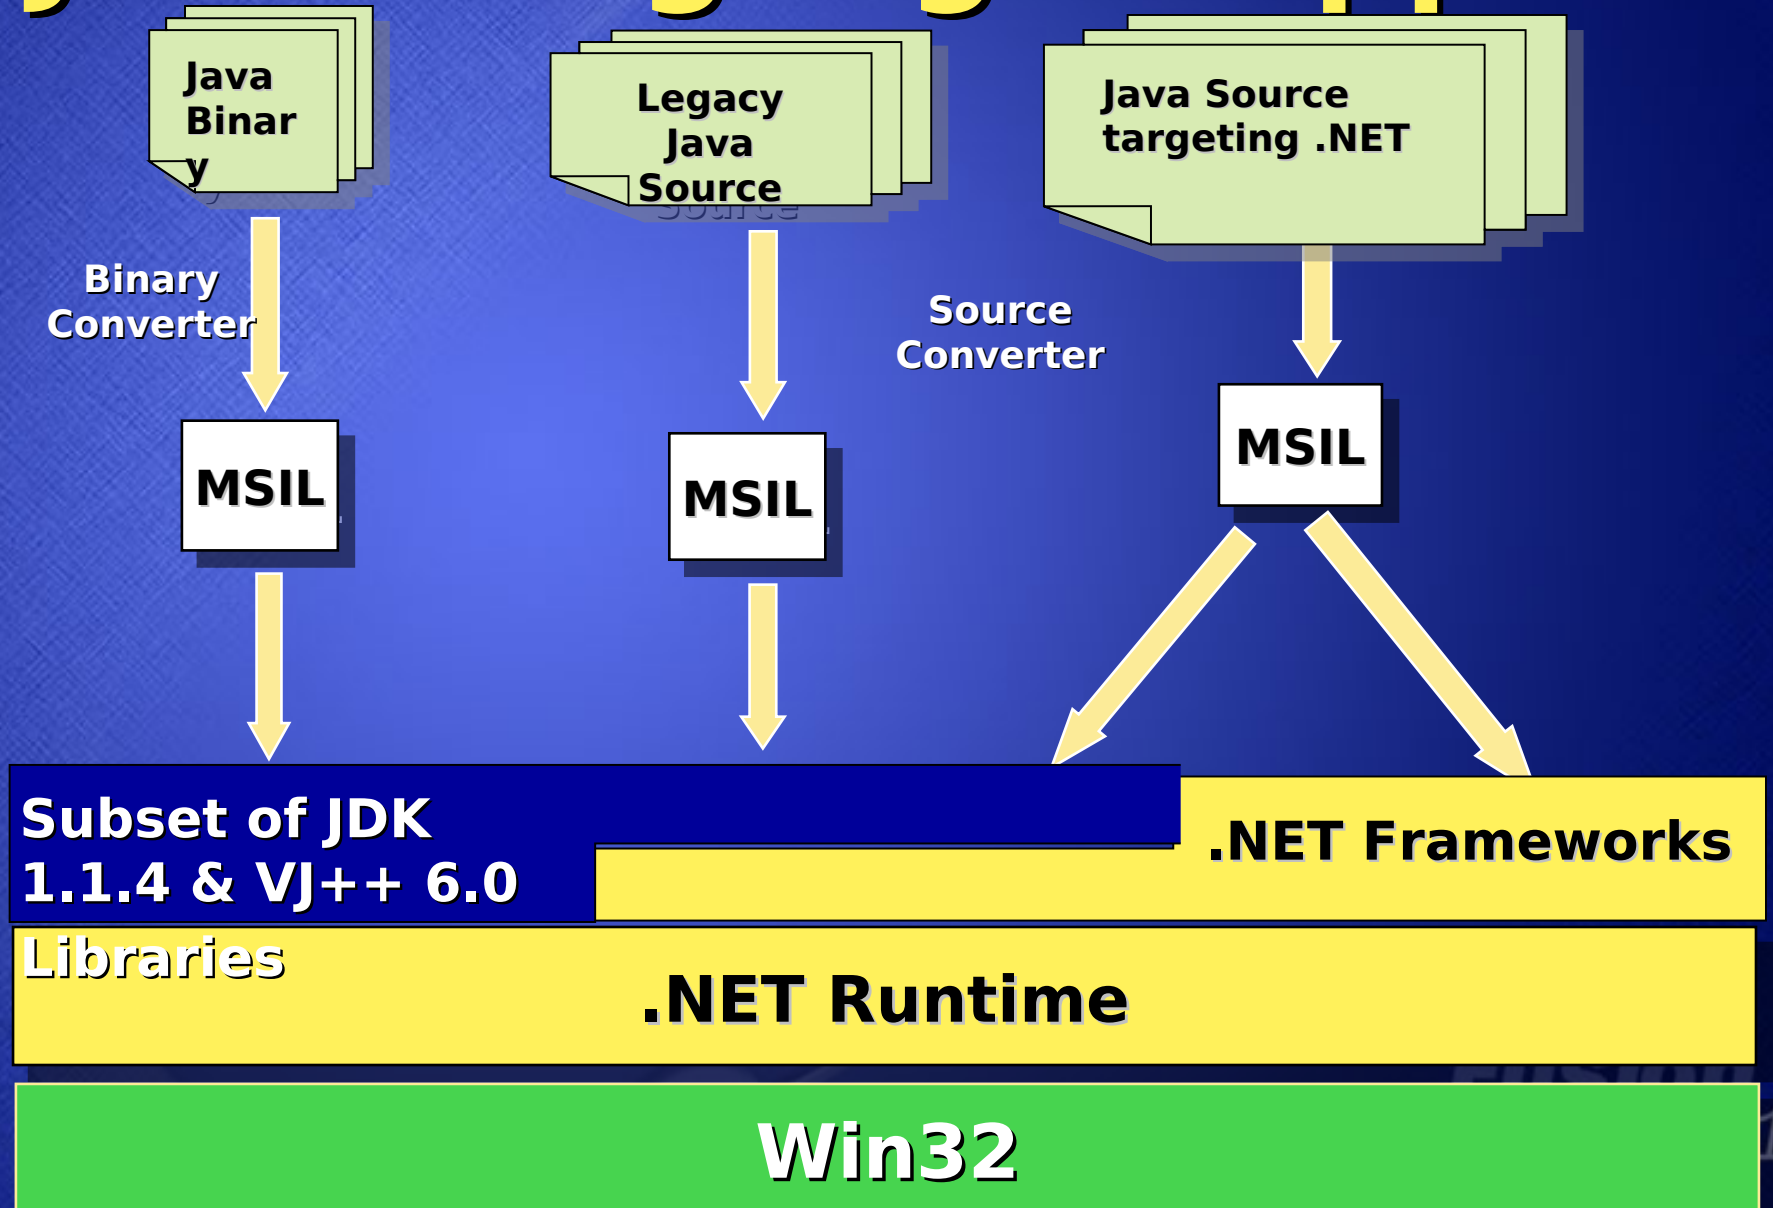 Java
Binar
y
Legacy
Java
Source
Java Source
targeting .NET
Binary
Converter
Source
Converter
MSIL
MSIL
MSIL
Subset of JDK
1.1.4 & VJ++ 6.0
Libraries
.NET Frameworks
.NET Runtime
Win32